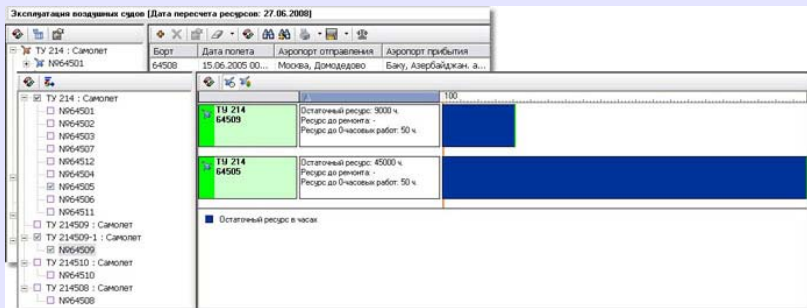 Эксплуатация воздушных судов [Дата пересчета ресурсов: 27.06.2008]
ТУ 214 : Самолет
N964501
Борт Дата полета Аэропорт отправления Аэропорт прибытия
64508 15.06.2005 00... Москва, Домодедово Баку, Азербайджан. а...
ТУ 214 : Самолет
N964501
N964502
N964503
N964507
N964512
N964504
N964505
N964506
N964511
ТУ 214509 : Самолет
ТУ 214509-1 : Самолет
N964509
ТУ 214510 : Самолет
N964510
ТУ 214508 : Самолет
N964508
100
ТУ 214
64509
Остаточный ресурс: 9000 ч.
Ресурс до ремонта: -
Ресурс до 0-часовых работ: 50 ч.
ТУ 214
64505
Остаточный ресурс: 45000 ч.
Ресурс до ремонта: -
Ресурс до 0-часовых работ: 50 ч.
Остаточный ресурс в часах